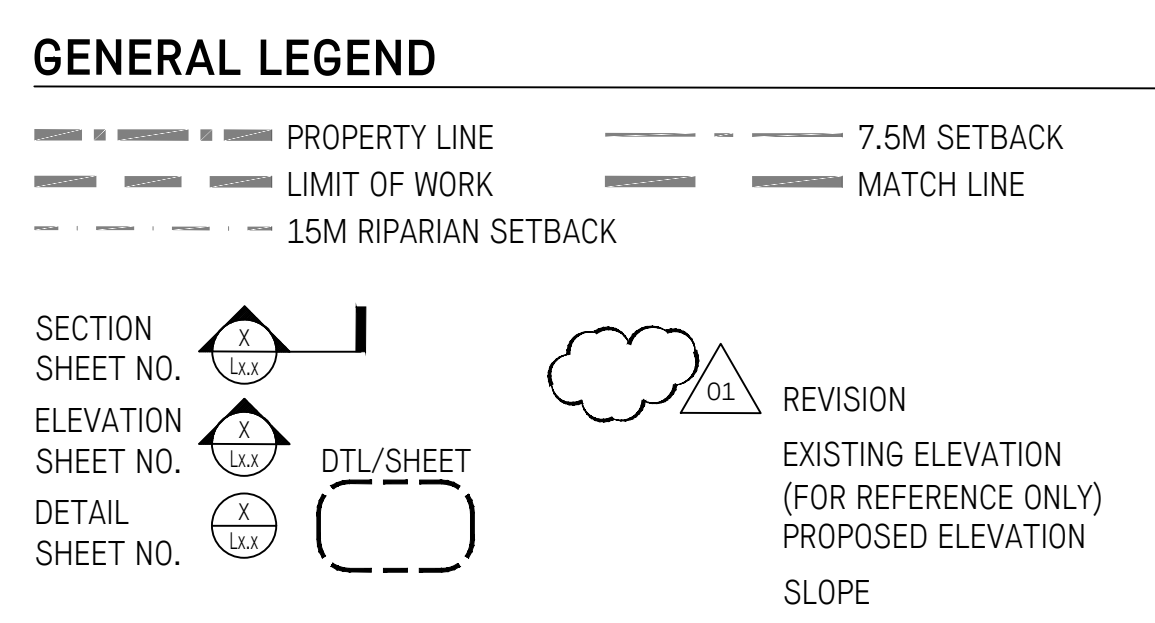 GENERAL LEGEND
PROPERTY LINE
LIMIT OF WORK
15M RIPARIAN SETBACK
7.5M SETBACK
MATCH LINE
SECTION
SHEET NO.
X
Lx.x
ELEVATION
SHEET NO.
X
Lx.x
DETAIL
SHEET NO.
X
Lx.x
DTL/SHEET
01
REVISION
EXISTING ELEVATION
(FOR REFERENCE ONLY)
PROPOSED ELEVATION
SLOPE